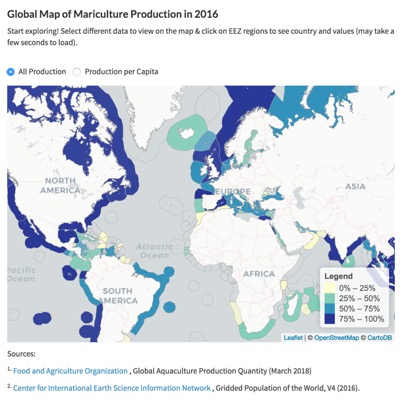 Global Map of Mariculture Production in 2016
Start exploring! Select different data to view on the map & click on EEZ regions to see country and values (may take a
few seconds to load).
All Production
Production per Capita
NORTH
AMERICA
EUROPE
ASIA
Atlantic
Ocean
Pacific
Ocean
AFRICA
SOUTH
AMERICA
Legend
0% – 25%
25% – 50%
50% – 75%
75% – 100%
Leaflet | © OpenStreetMap © CartoDB
Sources:
1. Food and Agriculture Organization , Global Aquaculture Production Quantity (March 2018)
2. Center for International Earth Science Information Network , Gridded Population of the World, V4 (2016).